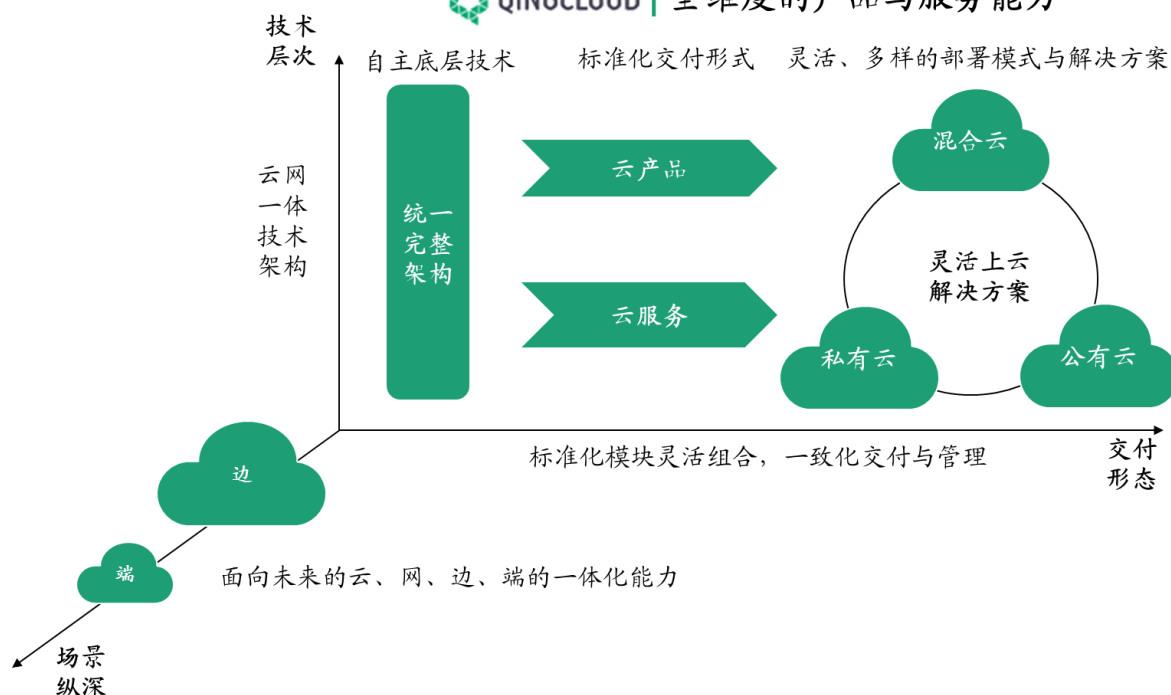 QINGCLOUD 全维度的产品与服务能力
技术
层次
自主底层技术
标准化交付形式
灵活、多样的部署模式与解决方案
云网
一体
技术
架构
统一
完整
架构
云产品
云服务
混合云
灵活上云
解决方案
私有云
公有云
标准化模块灵活组合，一致化交付与管理
交付
形态
边
端
面向未来的云、网、边、端的一体化能力
场景
纵深